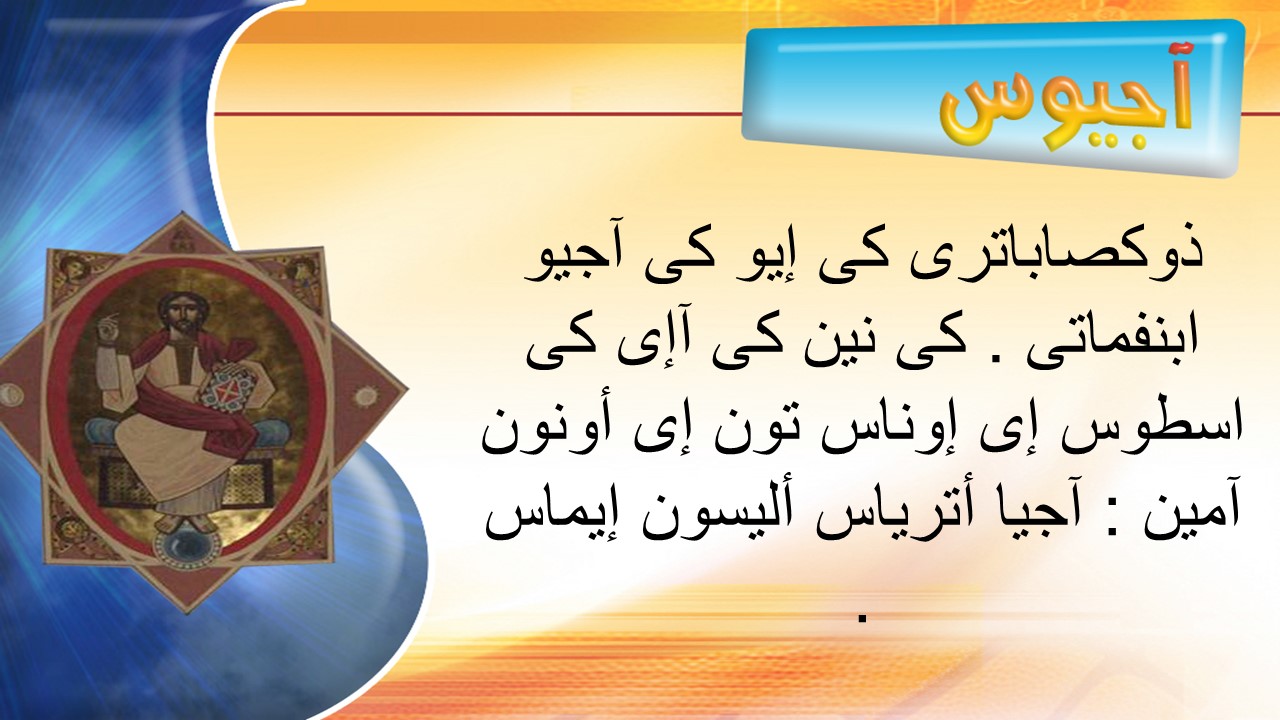 آجيوس
ذوكصاباترى كى إيو كى آجيو
ابنفماتى . كى نين كى آإى كى
اسطوس إى إوناس تون إى أونون
آمين : آجيا أترياس أليسون إيماس
.